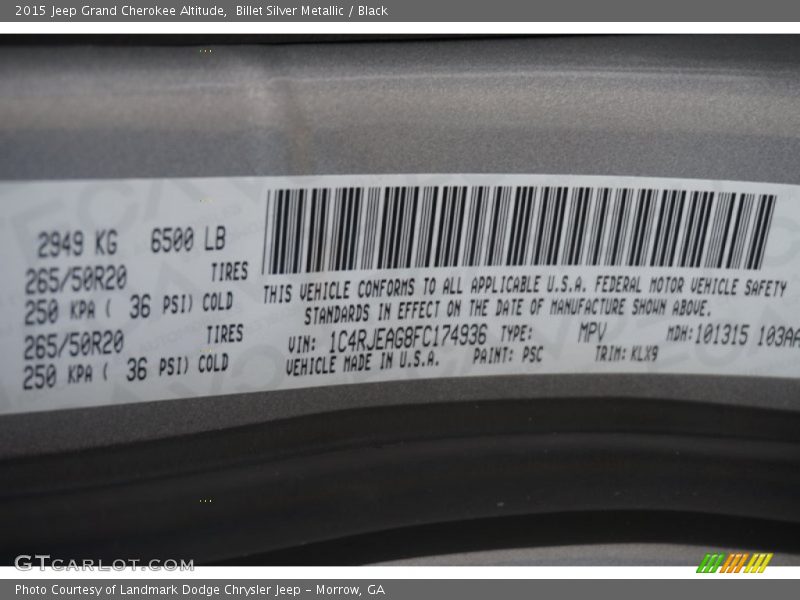 2015 Jeep Grand Cherokee Altitude, Billet Silver Metallic / Black
2949 KG 6500 LB
265/50R20 TIRES
250 KPA ( 36 PSI) COLD
265/50R20 TIRES
250 KPA ( 36 PSI) COLD
THIS VEHICLE CONFORMS TO ALL APPLICABLE U.S.A. FEDERAL MOTOR VEHICLE SAFETY
STANDARDS IN EFFECT ON THE DATE OF MANUFACTURE SHOWN ABOVE.
VIN: 1C4RJEAG8FC174936 TYPE: MPV MDH:101315 103AA
VEHICLE MADE IN U.S.A. PAINT: PSC TRIM: KLX9
GTCARLOT.COM
Photo Courtesy of Landmark Dodge Chrysler Jeep – Morrow, GA